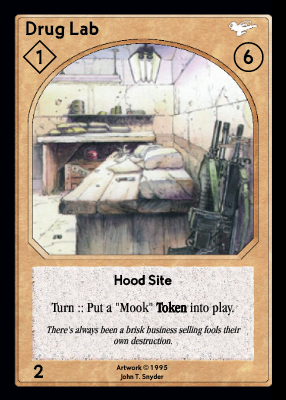 Drug Lab
1
6
Hood Site
Turn :: Put a "Mook" Token into play.
There's always been a brisk business selling fools their
own destruction.
2
Artwork © 1995
John T. Snyder